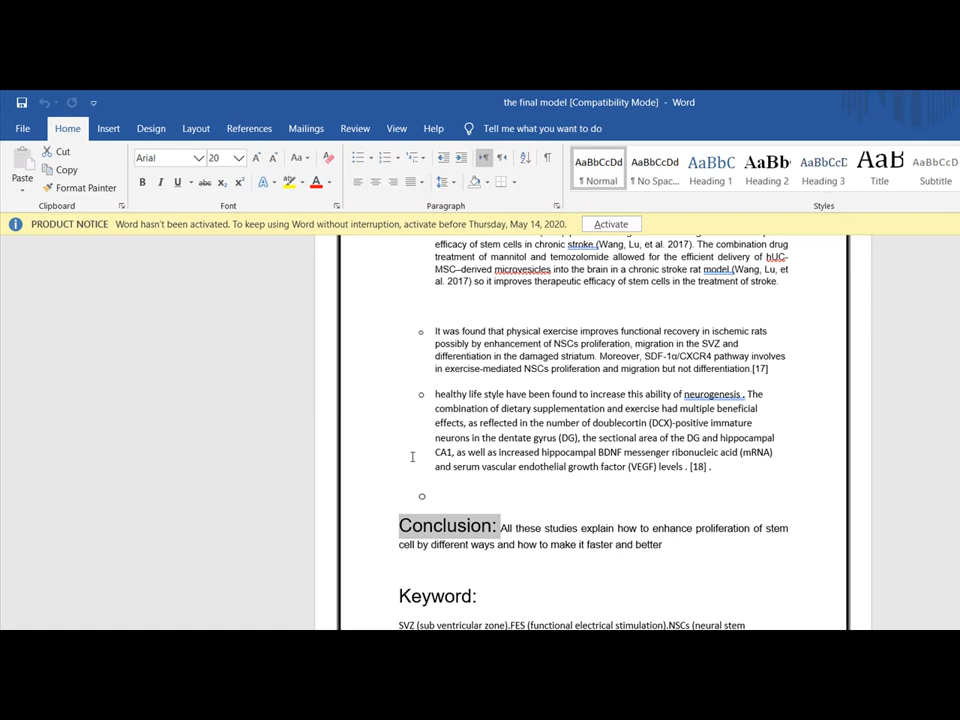 the final model [Compatibility Mode] - Word
File Home Insert Design Layout References Mailings Review View Help Tell me what you want to do
Paste
Cut
Copy
Format Painter
Clipboard
Arial 20
Font
Paragraph
AaBbCcDd AaBbCcDd AaBbC AaBb AaBbCcD AaB AaBbCcDd
¶ Normal ¶ No Spac... Heading 1 Heading 2 Heading 3 Title Subtitle
Styles
PRODUCT NOTICE Word hasn't been activated. To keep using Word without interruption, activate before Thursday, May 14, 2020. Activate
efficacy of stem cells in chronic stroke.(Wang, Lu, et al. 2017). The combination drug
treatment of mannitol and temozolomide allowed for the efficient delivery of hUC-
MSC–derived microvesicles into the brain in a chronic stroke rat model.(Wang, Lu, et
al. 2017) so it improves therapeutic efficacy of stem cells in the treatment of stroke.
It was found that physical exercise improves functional recovery in ischemic rats
possibly by enhancement of NSCs proliferation, migration in the SVZ and
differentiation in the damaged striatum. Moreover, SDF-1α/CXCR4 pathway involves
in exercise-mediated NSCs proliferation and migration but not differentiation.[17]
healthy life style have been found to increase this ability of neurogenesis . The
combination of dietary supplementation and exercise had multiple beneficial
effects, as reflected in the number of doublecortin (DCX)-positive immature
neurons in the dentate gyrus (DG), the sectional area of the DG and hippocampal
CA1, as well as increased hippocampal BDNF messenger ribonucleic acid (mRNA)
and serum vascular endothelial growth factor (VEGF) levels . [18] .
Conclusion: All these studies explain how to enhance proliferation of stem
cell by different ways and how to make it faster and better
Keyword:
SVZ (sub ventricular zone).FES (functional electrical stimulation).NSCs (neural stem